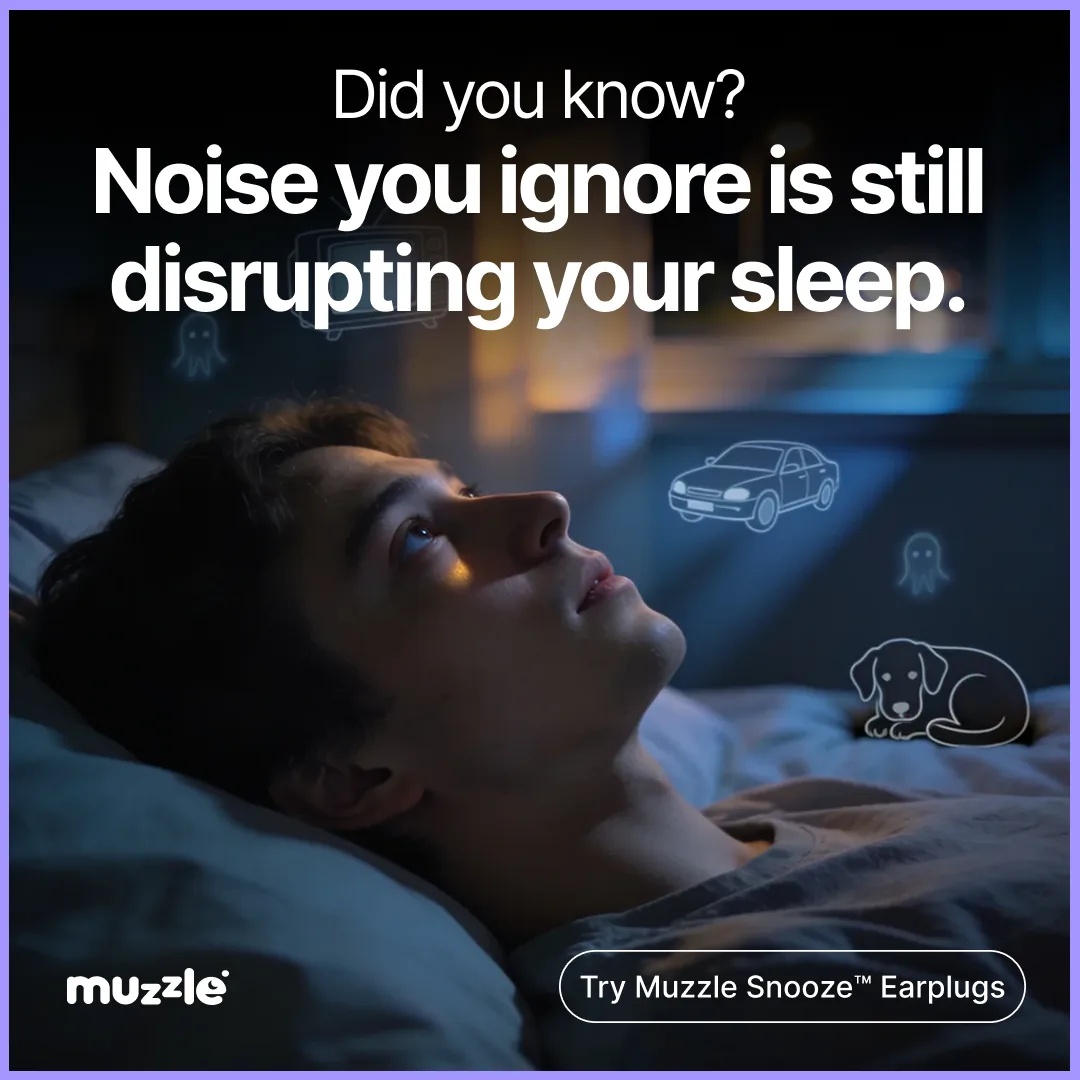 Did you know?
Noise you ignore is still
disrupting your sleep.
muzzle
Try Muzzle Snooze™ Earplugs